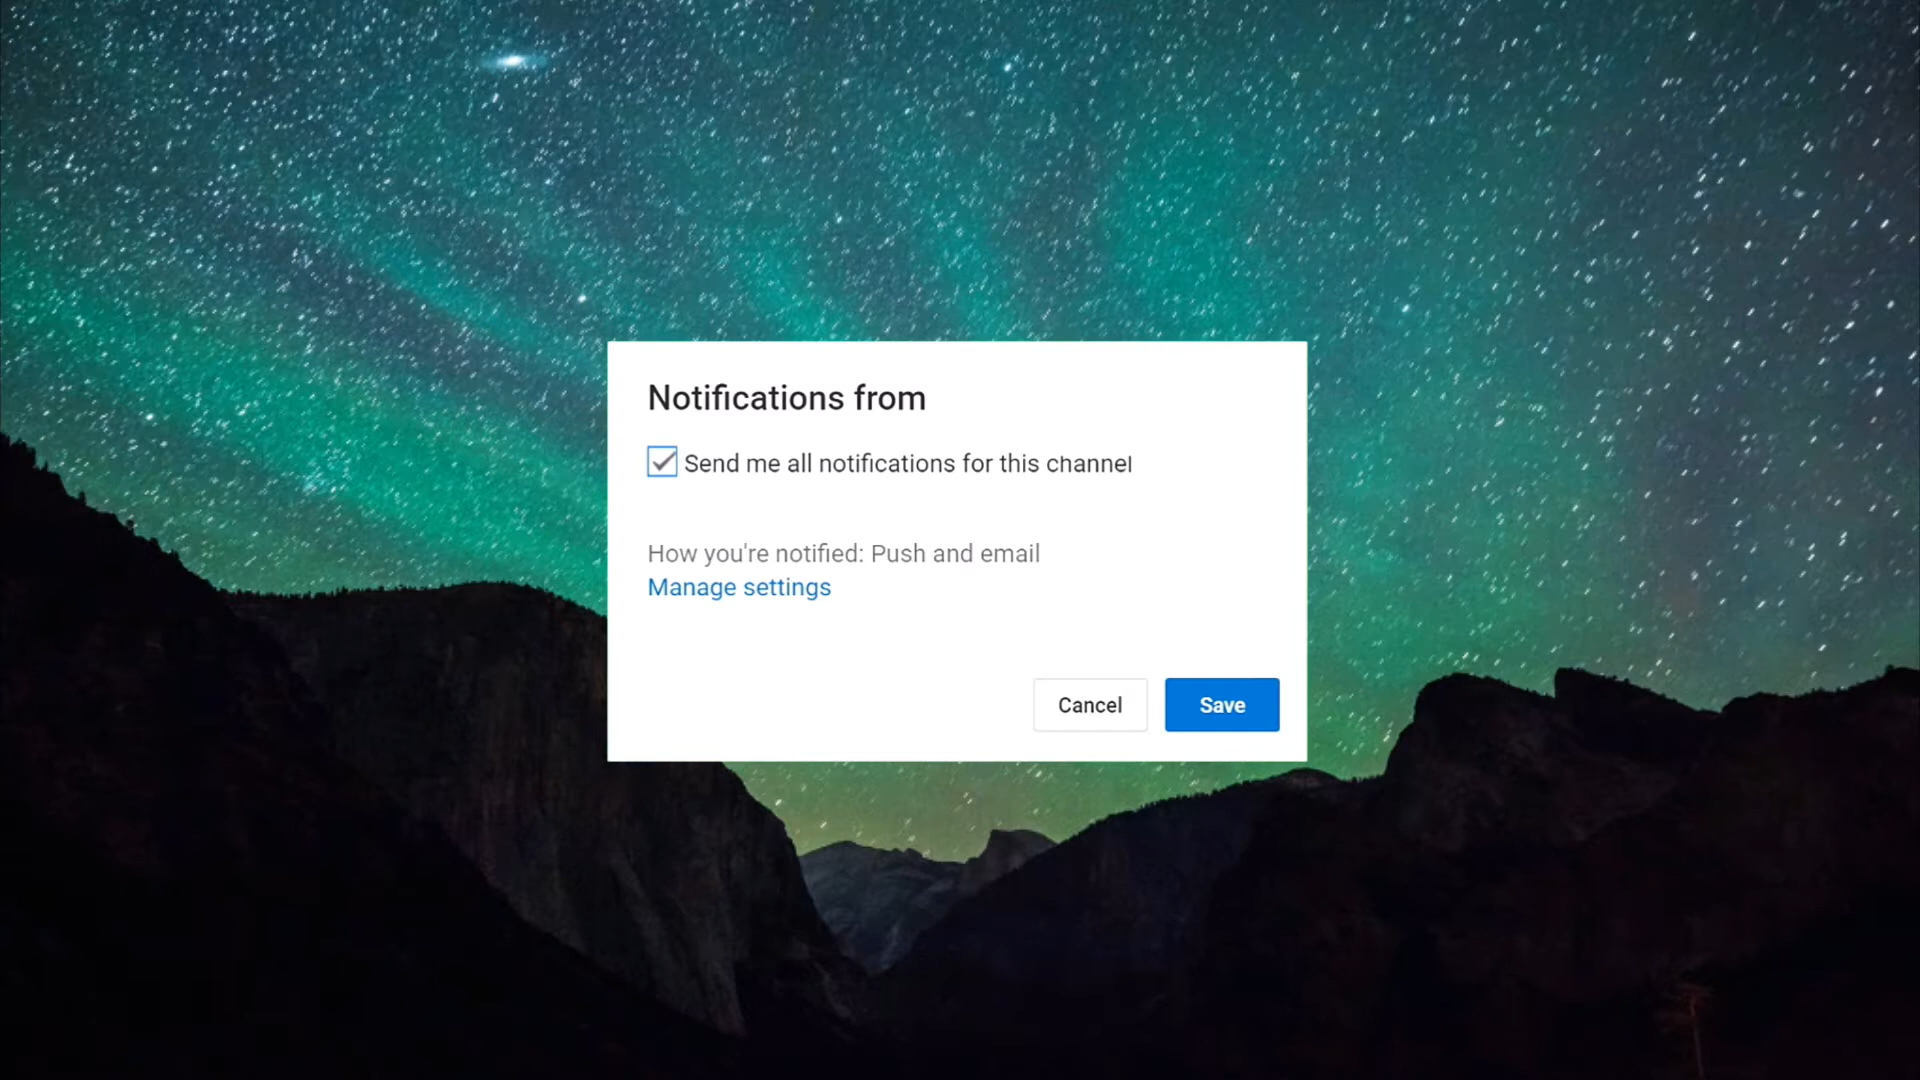 Notifications from
Send me all notifications for this channel
How you're notified: Push and email
Manage settings
Cancel Save